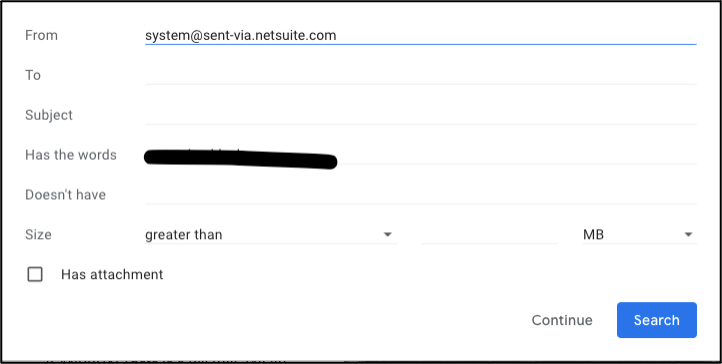 From system@sent-via.netsuite.com
To
Subject
Has the words
Doesn't have
Size greater than MB
Has attachment
Continue Search